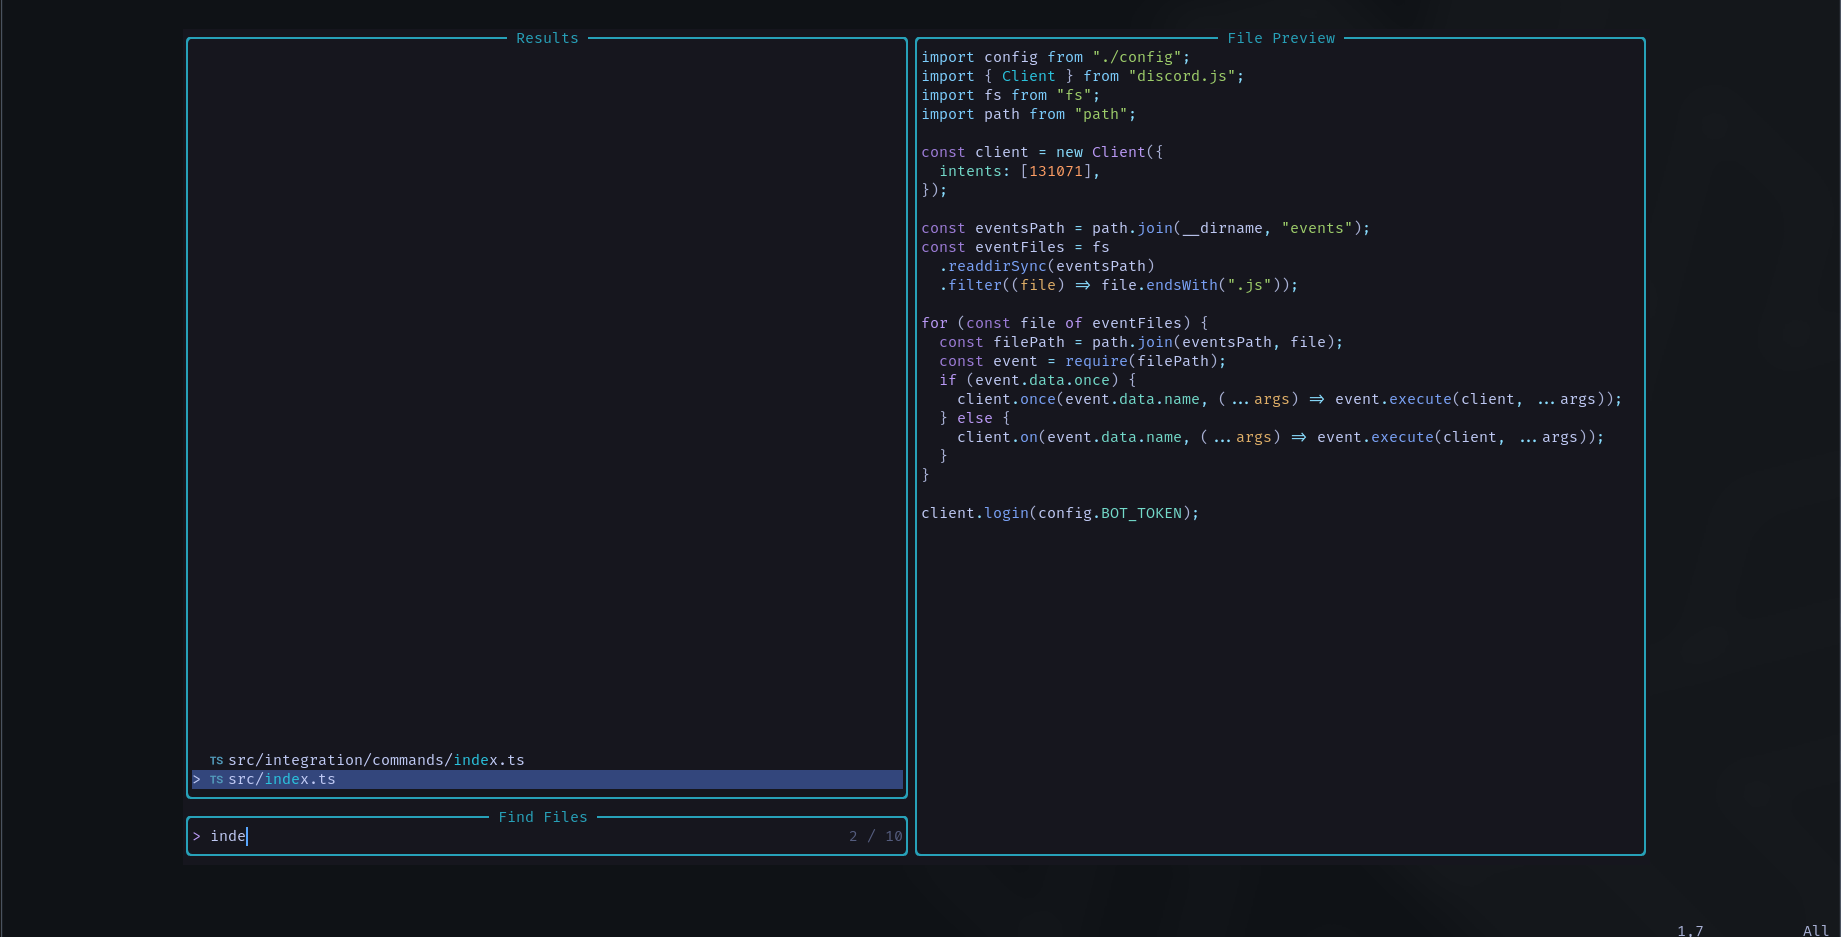 Results
TS src/integration/commands/index.ts
> TS src/index.ts
Find Files
> inde 2 / 10
File Preview
import config from "./config";
import { Client } from "discord.js";
import fs from "fs";
import path from "path";

const client = new Client({
  intents: [131071],
});

const eventsPath = path.join(__dirname, "events");
const eventFiles = fs
  .readdirSync(eventsPath)
  .filter((file) => file.endsWith(".js"));

for (const file of eventFiles) {
  const filePath = path.join(eventsPath, file);
  const event = require(filePath);
  if (event.data.once) {
    client.once(event.data.name, (...args) => event.execute(client, ...args));
  } else {
    client.on(event.data.name, (...args) => event.execute(client, ...args));
  }
}

client.login(config.BOT_TOKEN);
1,7 All